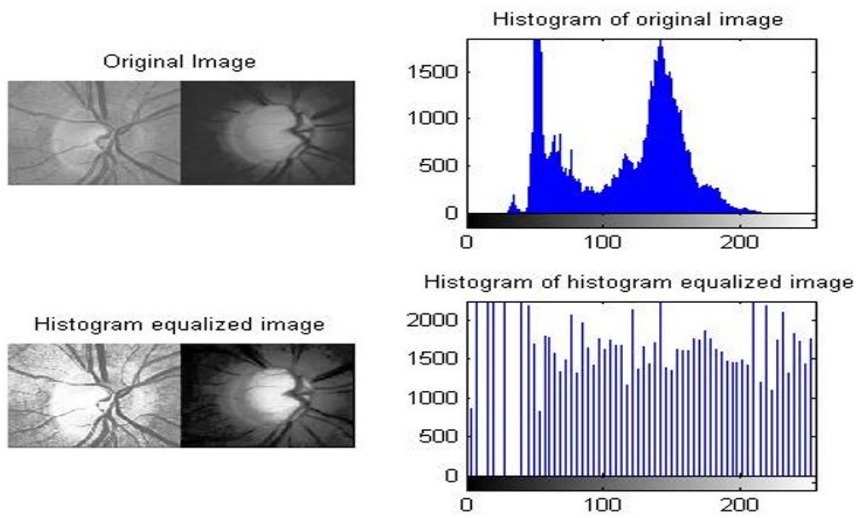 Original Image
Histogram of original image
1500
1000
500
0
0 100 200
Histogram equalized image
Histogram of histogram equalized image
2000
1500
1000
500
0
0 100 200